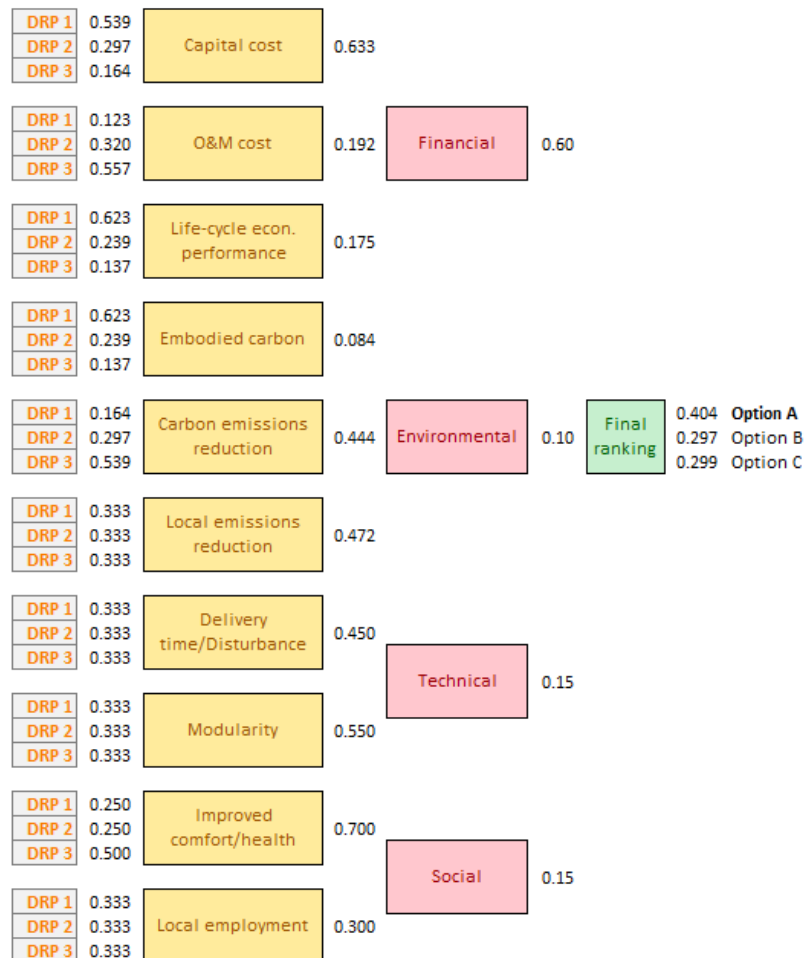 DRP 1 0.539
DRP 2 0.297
DRP 3 0.164
Capital cost
0.633
DRP 1 0.123
DRP 2 0.320
DRP 3 0.557
O&M cost
0.192
Financial
0.60
DRP 1 0.623
DRP 2 0.239
DRP 3 0.137
Life-cycle econ.
performance
0.175
DRP 1 0.623
DRP 2 0.239
DRP 3 0.137
Embodied carbon
0.084
DRP 1 0.164
DRP 2 0.297
DRP 3 0.539
Carbon emissions
reduction
0.444
Environmental
0.10
Final
ranking
0.404 Option A
0.297 Option B
0.299 Option C
DRP 1 0.333
DRP 2 0.333
DRP 3 0.333
Local emissions
reduction
0.472
DRP 1 0.333
DRP 2 0.333
DRP 3 0.333
Delivery
time/Disturbance
0.450
Technical
0.15
DRP 1 0.333
DRP 2 0.333
DRP 3 0.333
Modularity
0.550
DRP 1 0.250
DRP 2 0.250
DRP 3 0.500
Improved
comfort/health
0.700
Social
0.15
DRP 1 0.333
DRP 2 0.333
DRP 3 0.333
Local employment
0.300